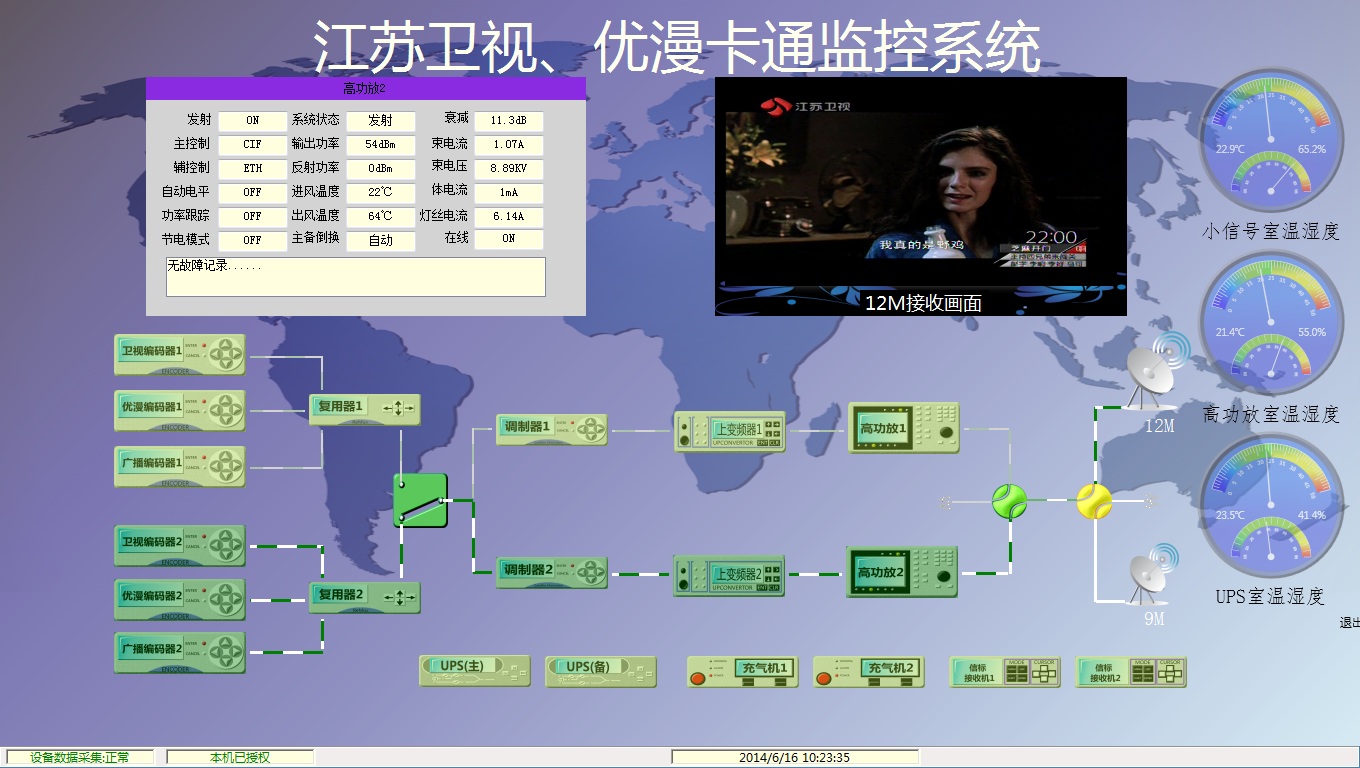 江苏卫视、优漫卡通监控系统
高功放2
发射 ON 系统状态 发射 衰减 11.3dB
主控制 CIF 输出功率 54dBm 束电流 1.07A
辅控制 ETH 反射功率 0dBm 束电压 8.89KV
自动电平 OFF 进风温度 22℃ 体电流 1mA
功率跟踪 OFF 出风温度 64℃ 灯丝电流 6.14A
节电模式 OFF 主备倒换 自动 在线 ON
无故障记录......
江苏卫视
我真的是野鸡
22:00
芝麻开门
12M接收画面
22.9℃ 65.2%
小信号室温湿度
21.4℃ 55.0%
高功放室温湿度
23.5℃ 41.4%
UPS室温湿度
退出
卫视编码器1
ENCODER
优漫编码器1
ENCODER
广播编码器1
ENCODER
复用器1
调制器1
上变频器1
UPCONVERTOR
高功放1
12M
卫视编码器2
ENCODER
优漫编码器2
ENCODER
广播编码器2
ENCODER
复用器2
调制器2
上变频器2
UPCONVERTOR
高功放2
9M
UPS(主)
UPS(备)
充气机1
充气机2
信标
接收机1
MODE CURSOR
信标
接收机2
MODE CURSOR
设备数据采集:正常
本机已授权
2014/6/16 10:23:35